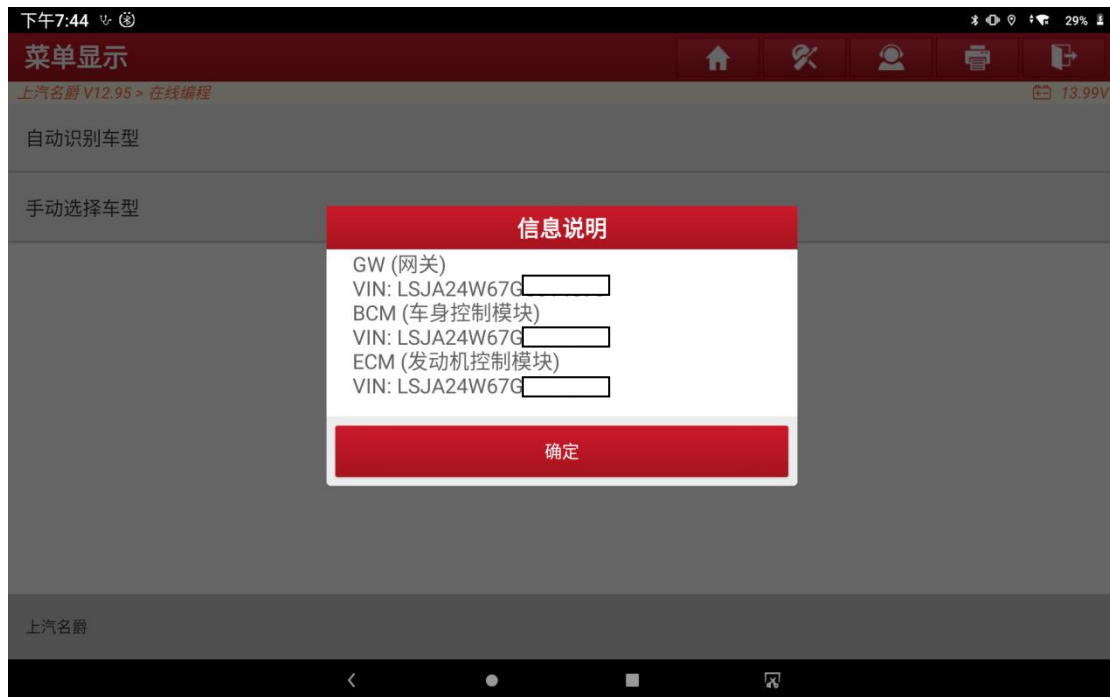 下午7:44
29%
菜单显示
上汽名爵 V12.95 > 在线编程
13.99V
自动识别车型
手动选择车型
信息说明
GW (网关)
VIN: LSJA24W67G
BCM (车身控制模块)
VIN: LSJA24W67G
ECM (发动机控制模块)
VIN: LSJA24W67G
确定
上汽名爵